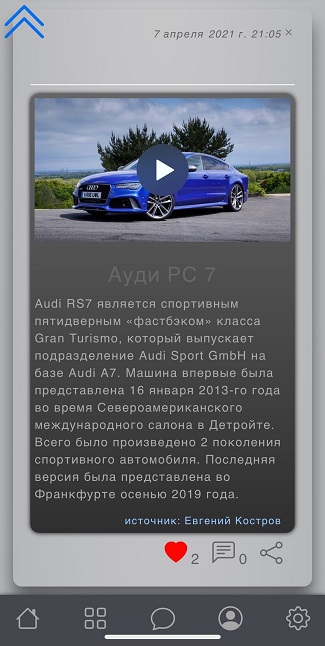 7 апреля 2021 г. 21:05 ×
Ауди РС 7
Audi RS7 является спортивным
пятидверным «фастбэком» класса
Gran Turismo, который выпускает
подразделение Audi Sport GmbH на
базе Audi A7. Машина впервые была
представлена 16 января 2013-го года
во время Североамериканского
международного салона в Детройте.
Всего было произведено 2 поколения
спортивного автомобиля. Последняя
версия была представлена во
Франкфурте осенью 2019 года.
источник: Евгений Костров
2 0